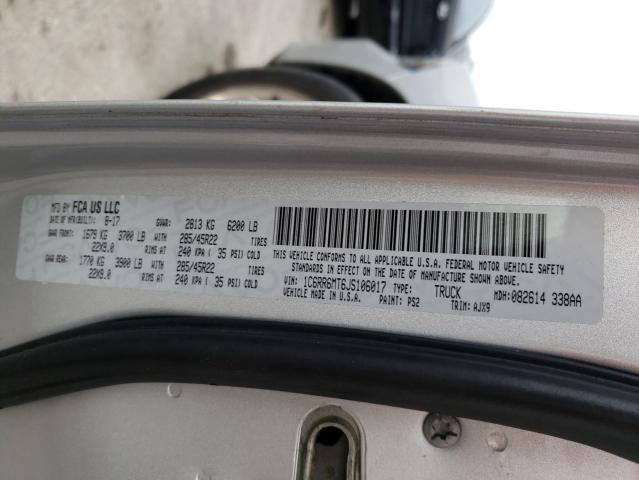 MFD BY FCA US LLC
DATE OF MFR(BUILT): 8-17 GVWR: 2813 KG 6200 LB
GAWR FRONT: 1679 KG 3700 LB WITH 285/45R22 TIRES
22X9.0 RIMS AT 240 KPA ( 35 PSI) COLD
GAWR REAR: 1770 KG 3900 LB WITH 285/45R22 TIRES
22X9.0 RIMS AT 240 KPA ( 35 PSI) COLD
THIS VEHICLE CONFORMS TO ALL APPLICABLE U.S.A. FEDERAL MOTOR VEHICLE SAFETY
STANDARDS IN EFFECT ON THE DATE OF MANUFACTURE SHOWN ABOVE.
VIN: 1C6RR6MT6JS106017 TYPE: TRUCK MDH: 082614 338AA
PAINT: PS2 TRIM: AJX9